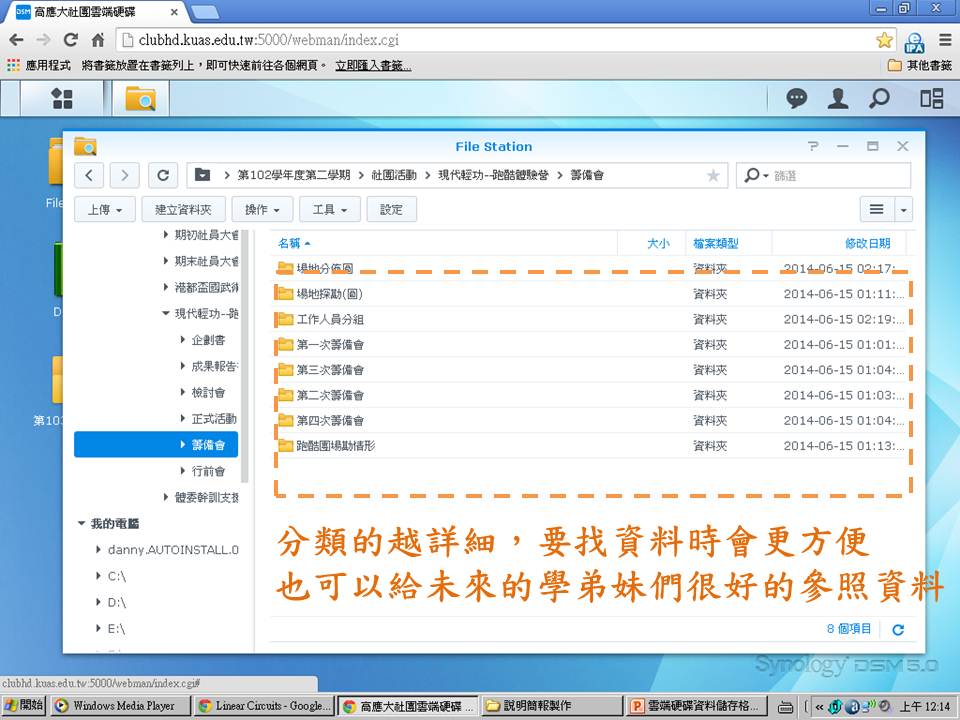 高應大社團雲端硬碟
clubhd.kuas.edu.tw:5000/webman/index.cgi
應用程式 將書籤放置在書籤列上，即可快速前往各個網頁。 立即匯入書籤... 其他書籤
File Station
第102學年度第二學期 社團活動 現代輕功--跑酷體驗營 籌備會 篩選
上傳 建立資料夾 操作 工具 設定
期初社員大會
期末社員大會
港都盃國武術
現代輕功--跑
企劃書
成果報告
檢討會
正式活動
籌備會
行前會
體委幹訓支援
我的電腦
danny.AUTOINSTALL.0
C:\
D:\
E:\
名稱 大小 檔案類型 修改日期
場地分佈圖 資料夾 2014-06-15 02:17:...
場地探勘(圖) 資料夾 2014-06-15 01:11:...
工作人員分組 資料夾 2014-06-15 02:19:...
第一次籌備會 資料夾 2014-06-15 01:01:...
第三次籌備會 資料夾 2014-06-15 01:04:...
第二次籌備會 資料夾 2014-06-15 01:03:...
第四次籌備會 資料夾 2014-06-15 01:04:...
跑酷團場勘情形 資料夾 2014-06-15 01:13:...
分類的越詳細，要找資料時會更方便
也可以給未來的學弟妹們很好的參照資料
8 個項目
File
D
第103
Synology DSM 5.0
clubhd.kuas.edu.tw:5000/webman/index.cgi#
開始 Windows Media Player Linear Circuits - Google... 高應大社團雲端硬碟 ... 說明簡報製作 雲端硬碟資料儲存格... 上午 12:14